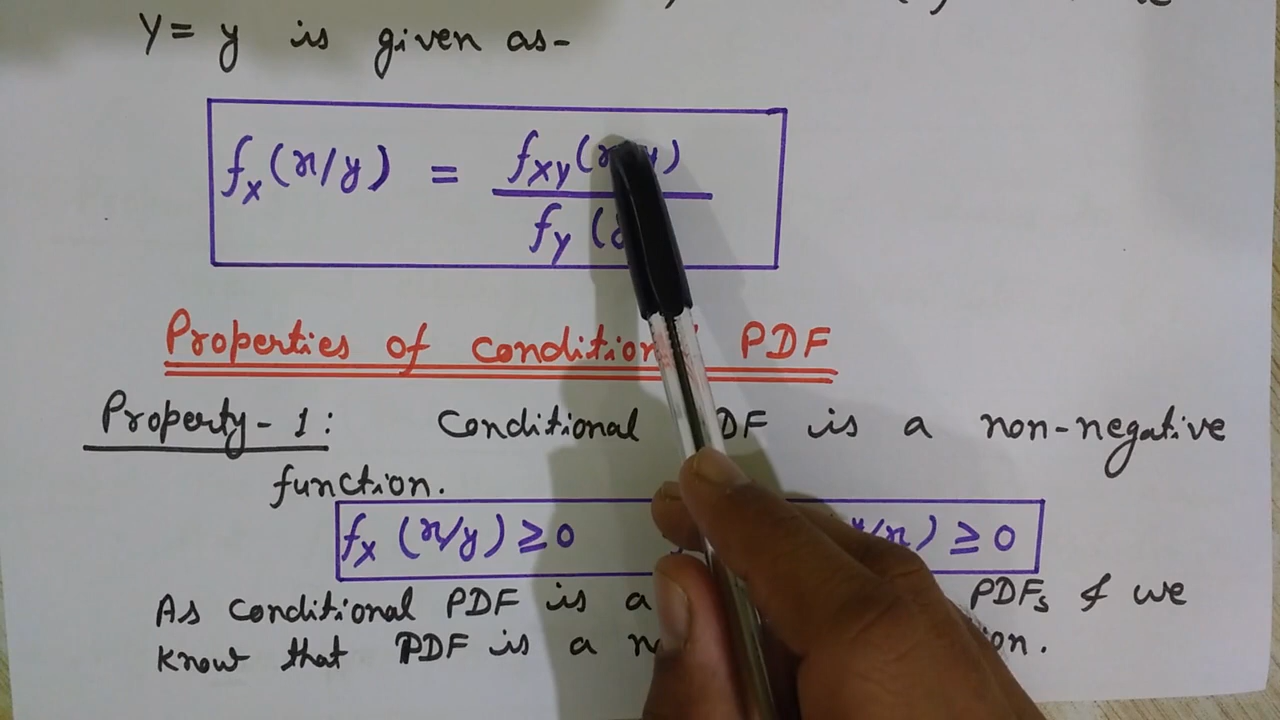 Y = y is given as-
fx(x/y) = fxy( )
fy(
Properties of condition PDF
Property-1: Conditional DF is a non-negative
function.
fx (x/y) ≥ 0 /x) ≥ 0
As conditional PDF is a PDFs & we
know that PDF is a